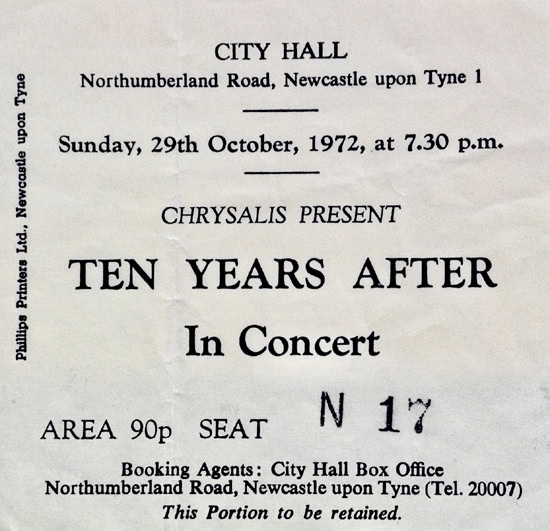 CITY HALL
Northumberland Road, Newcastle upon Tyne 1
Sunday, 29th October, 1972, at 7.30 p.m.
CHRYSALIS PRESENT
TEN YEARS AFTER
In Concert
AREA 90p SEAT N 17
Booking Agents: City Hall Box Office
Northumberland Road, Newcastle upon Tyne (Tel. 20007)
This Portion to be retained.
Phillips Printers Ltd., Newcastle upon Tyne